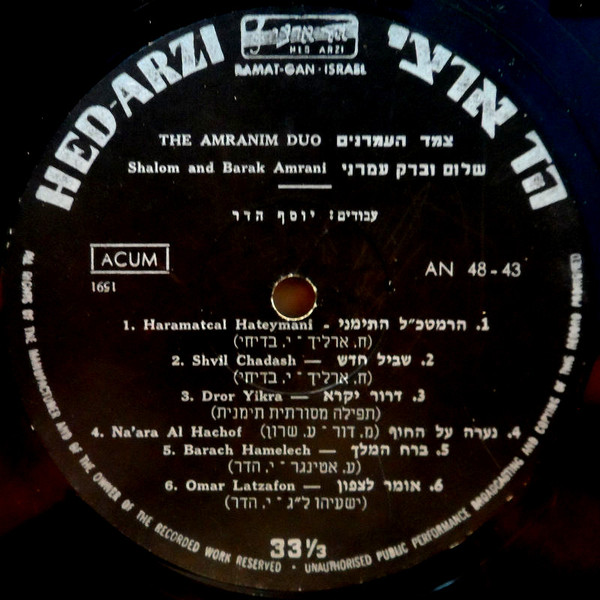 הד ארצי
HED ARZI
RAMAT-GAN · ISRAEL
HED-ARZI
הד ארצי
THE AMRANIM DUO צמד העמרנים
Shalom and Barak Amrani שלום וברק עמרני
עבודים: יוסף הדר
ACUM
1651
AN 48-43
1. Haramatcal Hateymani - הרמטכ"ל התימני .1
(ח. ארליך - י. בדיחי)
2. Shvil Chadash — שביל חדש .2
(ח. ארליך - י. בדיחי)
3. Dror Yikra — דרור יקרא .3
(תפילה מסורתית תימנית)
4. Na'ara Al Hachof (מ. דור - ע. שרון) נערה על החוף .4
5. Barach Hamelech — ברח המלך .5
(ע. אטינגר - י. הדר)
6. Omar Latzafon — אומר לצפון .6
(ישעיהו ל"ג - י. הדר)
33⅓
ALL RIGHTS OF THE MANUFACTURER AND OF THE OWNER OF THE RECORDED WORK RESERVED · UNAUTHORISED PUBLIC PERFORMANCE BROADCASTING AND COPYING OF THIS RECORD PROHIBITED